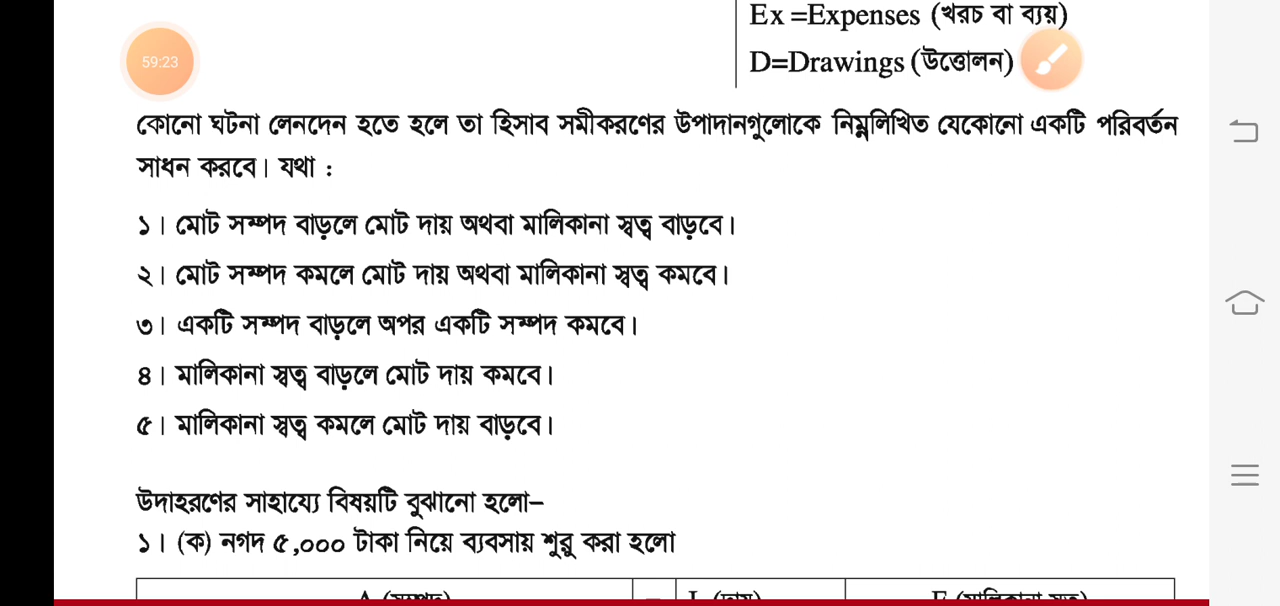 Ex =Expenses (খরচ বা ব্যয়)
59:23
D=Drawings (উত্তোলন)
কোনো ঘটনা লেনদেন হতে হলে তা হিসাব সমীকরণের উপাদানগুলোকে নিম্নলিখিত যেকোনো একটি পরিবর্তন
সাধন করবে। যথা :
১। মোট সম্পদ বাড়লে মোট দায় অথবা মালিকানা স্বত্ব বাড়বে।
২। মোট সম্পদ কমলে মোট দায় অথবা মালিকানা স্বত্ব কমবে।
৩। একটি সম্পদ বাড়লে অপর একটি সম্পদ কমবে।
৪। মালিকানা স্বত্ব বাড়লে মোট দায় কমবে।
৫। মালিকানা স্বত্ব কমলে মোট দায় বাড়বে।
উদাহরণের সাহায্যে বিষয়টি বুঝানো হলো–
১। (ক) নগদ ৫,০০০ টাকা নিয়ে ব্যবসায় শুরু করা হলো
A (সম্পদ) = L (দায়) E (মালিকানা স্বত্ব)